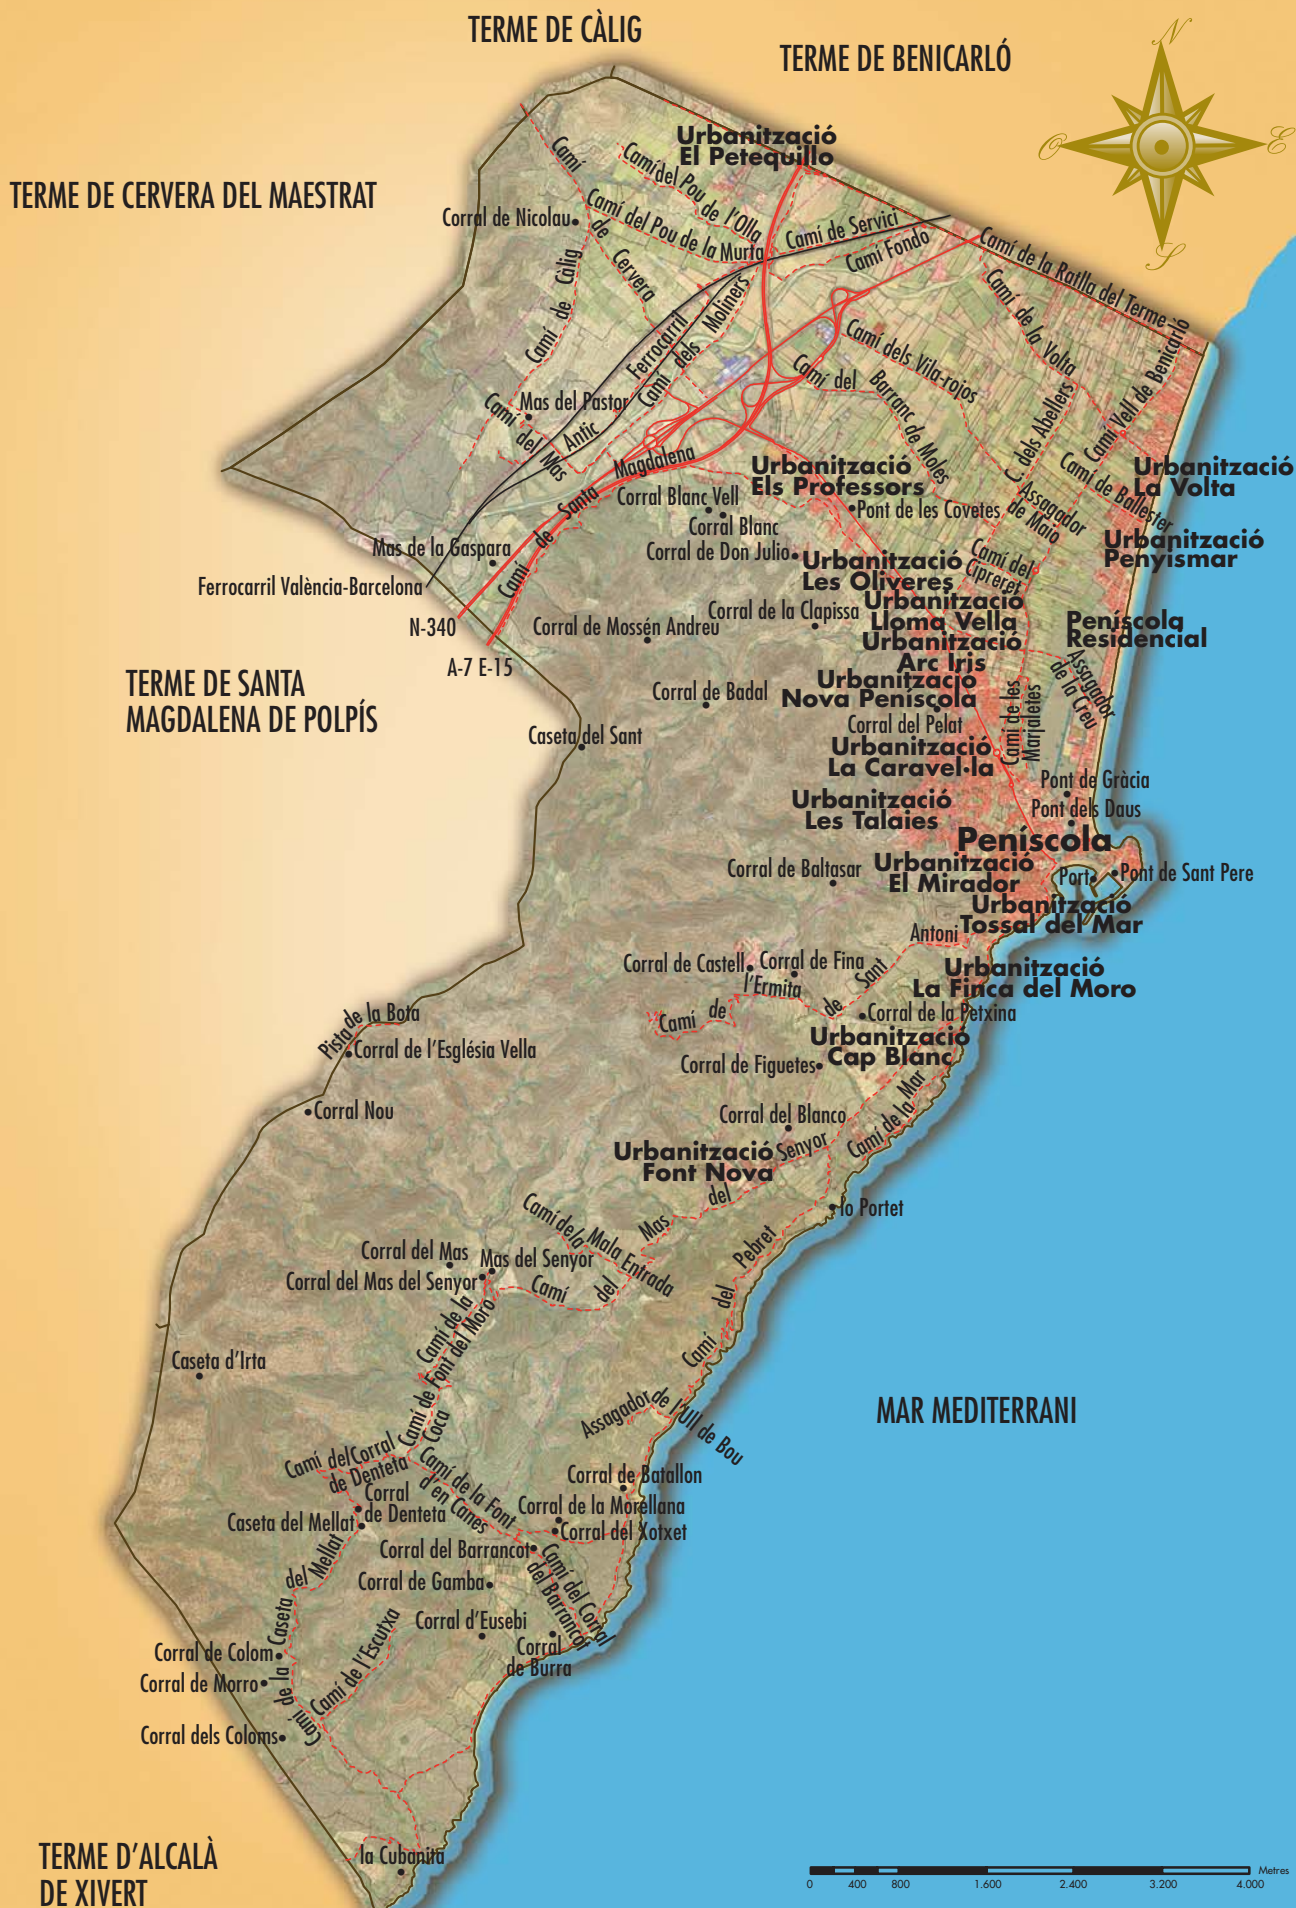 TERME DE CÀLIG
TERME DE BENICARLÓ
N
O
E
S
TERME DE CERVERA DEL MAESTRAT
Urbanització
El Petequillo
Camí de Cervera
Camí del Pou de l'Olla
Camí del Pou de la Murta
Corral de Nicolau
Camí de Servici
Camí Fondo
Camí de la Ratlla del Terme
Camí de Càlig
Camí de la Volta
Antic Ferrocarril
Camí dels Moliners
Camí dels Vila-rojos
Camí Vell de Benicarló
Camí del Barranc de Moles
C. dels Abellers
Mas del Pastor
Camí del Mas
Camí de Santa Magdalena
Urbanització
Els Professors
Camí de Ballester
Urbanització
La Volta
Assagador
de Maio
Corral Blanc Vell
Corral Blanc
Pont de les Covetes
Urbanització
Penyismar
Mas de la Gaspara
Corral de Don Julio
Urbanització
Les Oliveres
Camí del
Cipreret
Ferrocarril València-Barcelona
Urbanització
Lloma Vella
Corral de la Clapissa
N-340
Corral de Mossén Andreu
Urbanització
Arc Iris
Peníscola
Residencial
A-7 E-15
TERME DE SANTA
MAGDALENA DE POLPÍS
Corral de Badal
Urbanització
Nova Peníscola
Corral del Pelat
Camí de les
Marjaletes
Assagador
de la Creu
Caseta del Sant
Urbanització
La Caravel·la
Pont de Gràcia
Urbanització
Les Talaies
Pont dels Daus
Peníscola
Corral de Baltasar
Urbanització
El Mirador
Port
Pont de Sant Pere
Urbanització
Tossal del Mar
Corral de Castell
Corral de Fina
Camí de l'Ermita de Sant Antoni
Urbanització
La Finca del Moro
Corral de la Petxina
Pista de la Bota
Corral de l'Església Vella
Urbanització
Cap Blanc
Corral de Figuetes
Corral Nou
Corral del Blanco
Camí de la Mar
Urbanització
Font Nova
lo Portet
Camí de la Mala Entrada
Camí del Mas del Senyor
Camí del Pebret
Corral del Mas
Mas del Senyor
Corral del Mas del Senyor
Camí de la
Font del Moro
Camí de Coca
Caseta d'Irta
MAR MEDITERRANI
Assagador de l'Ull de Bou
Camí del Corral
de Denteta
Camí de la Font
d'en Canes
Corral de Batallon
Corral
de Denteta
Corral de la Morellana
Caseta del Mellat
Corral del Xotxet
Corral del Barrancot
Camí del Corral
del Barrancot
Corral de Gamba
Camí de la Caseta del Mellat
Camí de l'Escutxa
Corral d'Eusebi
Corral
de Burra
Corral de Colom
Corral de Morro
Corral dels Coloms
TERME D'ALCALÀ
DE XIVERT
la Cubanita
Metres
0 400 800 1.600 2.400 3.200 4.000